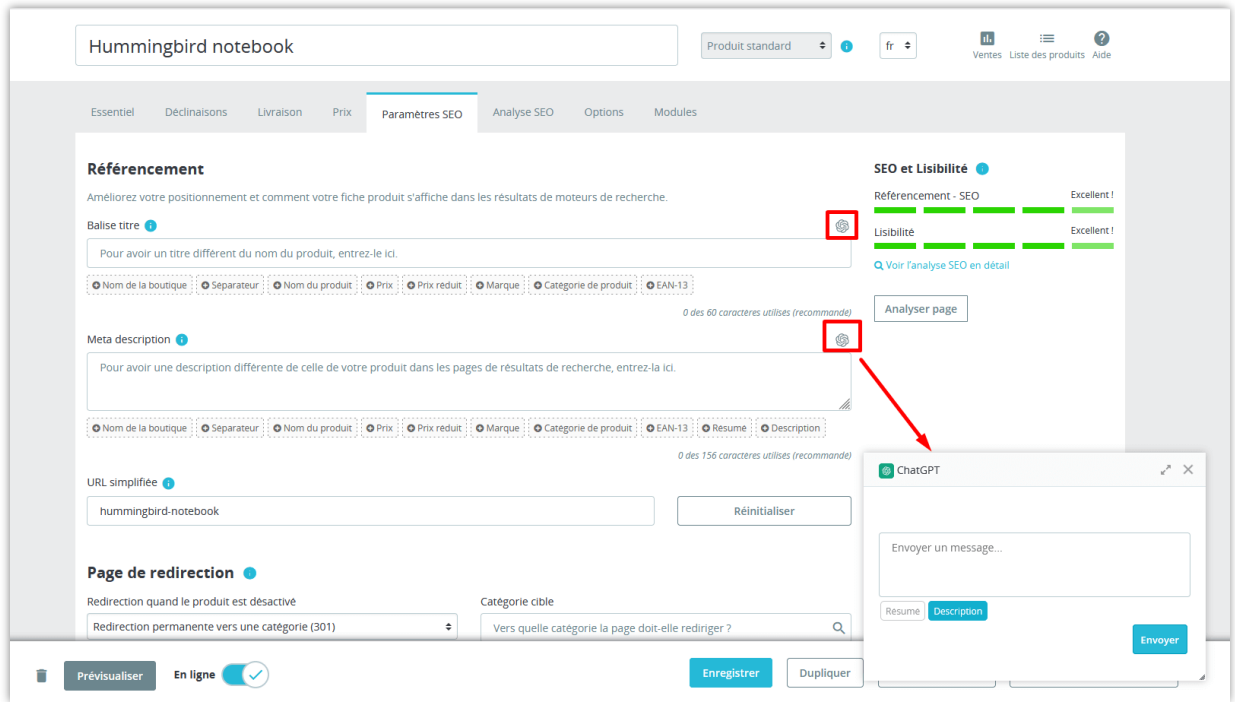 Hummingbird notebook
Produit standard
fr
Ventes Liste des produits Aide
Essentiel Déclinaisons Livraison Prix Paramètres SEO Analyse SEO Options Modules
Référencement
Améliorez votre positionnement et comment votre fiche produit s'affiche dans les résultats de moteurs de recherche.
Balise titre
Pour avoir un titre différent du nom du produit, entrez-le ici.
Nom de la boutique Séparateur Nom du produit Prix Prix réduit Marque Catégorie de produit EAN-13
0 des 60 caractères utilisés (recommandé)
Meta description
Pour avoir une description différente de celle de votre produit dans les pages de résultats de recherche, entrez-la ici.
Nom de la boutique Séparateur Nom du produit Prix Prix réduit Marque Catégorie de produit EAN-13 Résumé Description
0 des 156 caractères utilisés (recommandé)
URL simplifiée
hummingbird-notebook
Réinitialiser
Page de redirection
Redirection quand le produit est désactivé
Redirection permanente vers une catégorie (301)
Catégorie cible
Vers quelle catégorie la page doit-elle rediriger ?
SEO et Lisibilité
Référencement - SEO Excellent !
Lisibilité Excellent !
Voir l'analyse SEO en détail
Analyser page
ChatGPT
Envoyer un message...
Résumé Description
Envoyer
Prévisualiser
En ligne
Enregistrer
Dupliquer